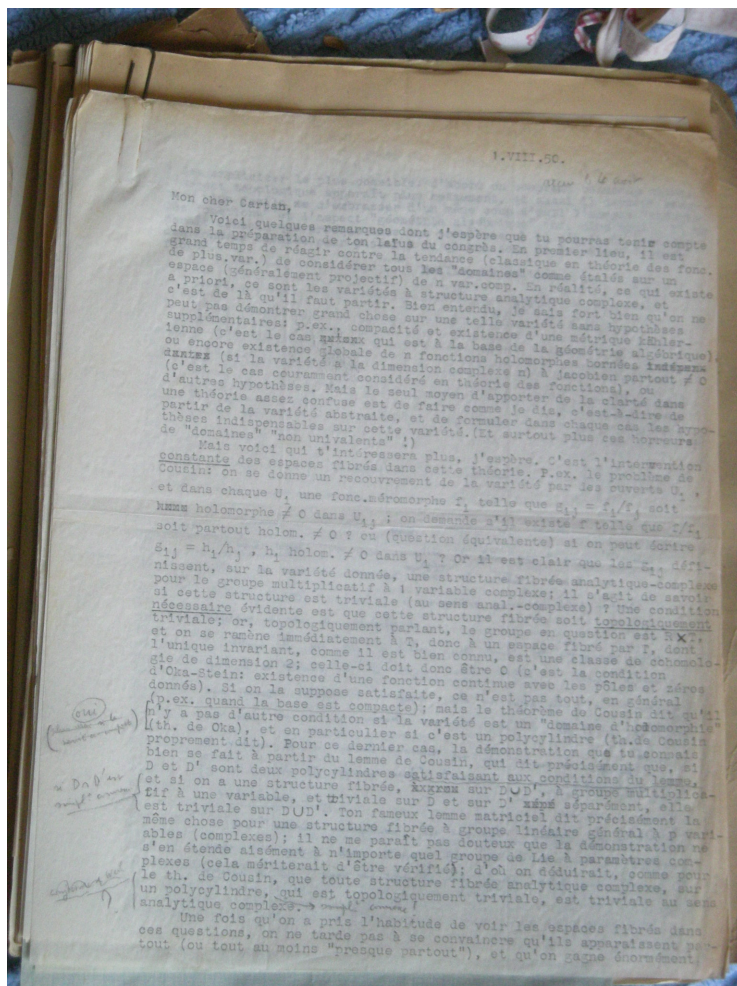 1.VIII.50.
Mon cher Cartan,
Voici quelques remarques dont j'espère que tu pourras tenir compte
dans la préparation de ton laïus du congrès. En premier lieu, il est
grand temps de réagir contre la tendance (classique en théorie des fonc.
de plus.var.) de considérer tous les "domaines" comme étalés sur un
espace (généralement projectif) de n var.comp. En réalité, ce qui existe
a priori, ce sont les variétés à structure analytique complexe, et
c'est de là qu'il faut partir. Bien entendu, je sais fort bien qu'on ne
peut pas démontrer grand chose sur une telle variété sans hypothèses
supplémentaires: p.ex., compacité et existence d'une métrique kählér-
ienne (c'est le cas qui est à la base de la géométrie algébrique),
ou encore existence globale de n fonctions holomorphes bornées
(si la variété a la dimension complexe n) à jacobien partout ≠ 0
(c'est le cas couramment considéré en théorie des fonctions), ou
d'autres hypothèses. Mais le seul moyen d'apporter de la clarté dans
une théorie assez confuse est de faire comme je dis, c'est-à-dire de
partir de la variété abstraite, et de formuler dans chaque cas les hypo-
thèses indispensables sur cette variété.(Et surtout plus ces horreurs
de "domaines" "non univalents" !)
Mais voici qui t'intéressera plus, j'espère. C'est l'intervention
constante des espaces fibrés dans cette théorie. P.ex. le problème de
Cousin: on se donne un recouvrement de la variété par les ouverts Uᵢ ,
et dans chaque Uᵢ une fonc.méromorphe fᵢ telle que gᵢⱼ = fᵢ/fⱼ soit
holomorphe ≠ 0 dans Uᵢⱼ ; on demande s'il existe f telle que f/fᵢ
soit partout holom. ≠ 0 ? ou (question équivalente) si on peut écrire
gᵢⱼ = hᵢ/hⱼ , hᵢ holom. ≠ 0 dans Uᵢ ? Or il est clair que les gᵢⱼ défi-
nissent, sur la variété donnée, une structure fibrée analytique-complexe
pour le groupe multiplicatif à 1 variable complexe; il s'agit de savoir
si cette structure est triviale (au sens anal.-complexe) ? Une condition
nécessaire évidente est que cette structure fibrée soit topologiquement
triviale; or, topologiquement parlant, le groupe en question est R×T,
et on se ramène immédiatement à T, donc à un espace fibré par T, dont
l'unique invariant, comme il est bien connu, est une classe de cohomolo-
gie de dimension 2; celle-ci doit donc être 0 (c'est la condition
d'Oka-Stein: existence d'une fonction continue avec les pôles et zéros
donnés). Si on la suppose satisfaite, ce n'est pas tout, en général
(p.ex. quand la base est compacte); mais le théorème de Cousin dit qu'il
n'y a pas d'autre condition si la variété est un "domaine d'holomorphie"
(th. de Oka), et en particulier si c'est un polycylindre (th.de Cousin
proprement dit). Pour ce dernier cas, la démonstration que tu connais
bien se fait à partir du lemme de Cousin, qui dit précisément que, si
D et D' sont deux polycylindres satisfaisant aux conditions du lemme,
et si on a une structure fibrée, sur D∪D', à groupe multiplica-
tif à une variable, et triviale sur D et sur D' séparément, elle
est triviale sur D∪D'. Ton fameux lemme matriciel dit précisément la
même chose pour une structure fibrée à groupe linéaire général à p vari-
ables (complexes); il ne me paraît pas douteux que la démonstration ne
s'en étende aisément à n'importe quel groupe de Lie à paramètres com-
plexes (cela mériterait d'être vérifié); d'où on déduirait, comme pour
le th. de Cousin, que toute structure fibrée analytique complexe, sur
un polycylindre, qui est topologiquement triviale, est triviale au sens
analytique complexe.
Une fois qu'on a pris l'habitude de voir les espaces fibrés dans
ces questions, on ne tarde pas à se convaincre qu'ils apparaissent par-
tout (ou tout au moins "presque partout"), et qu'on gagne énormément
oui
si D∩D' est